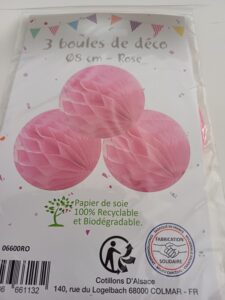 3 boules de déco
Ø8 cm - Rose
Papier de soie
100% Recyclable
et Biodégradable.
06600RO
FABRICATION
SOLIDAIRE
661132
Cotillons D'Alsace
140, rue du Logelbach 68000 COLMAR - FR